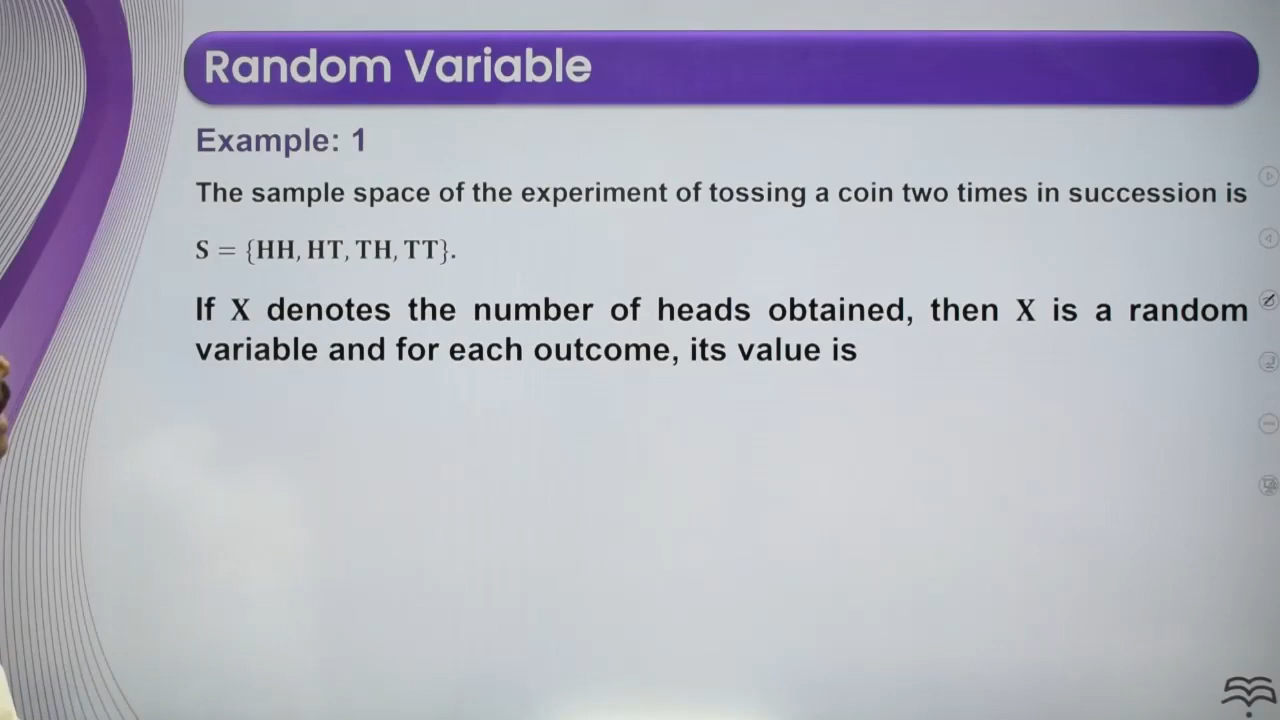 Random Variable
Example: 1
The sample space of the experiment of tossing a coin two times in succession is
S = {HH, HT, TH, TT}.
If X denotes the number of heads obtained, then X is a random
variable and for each outcome, its value is